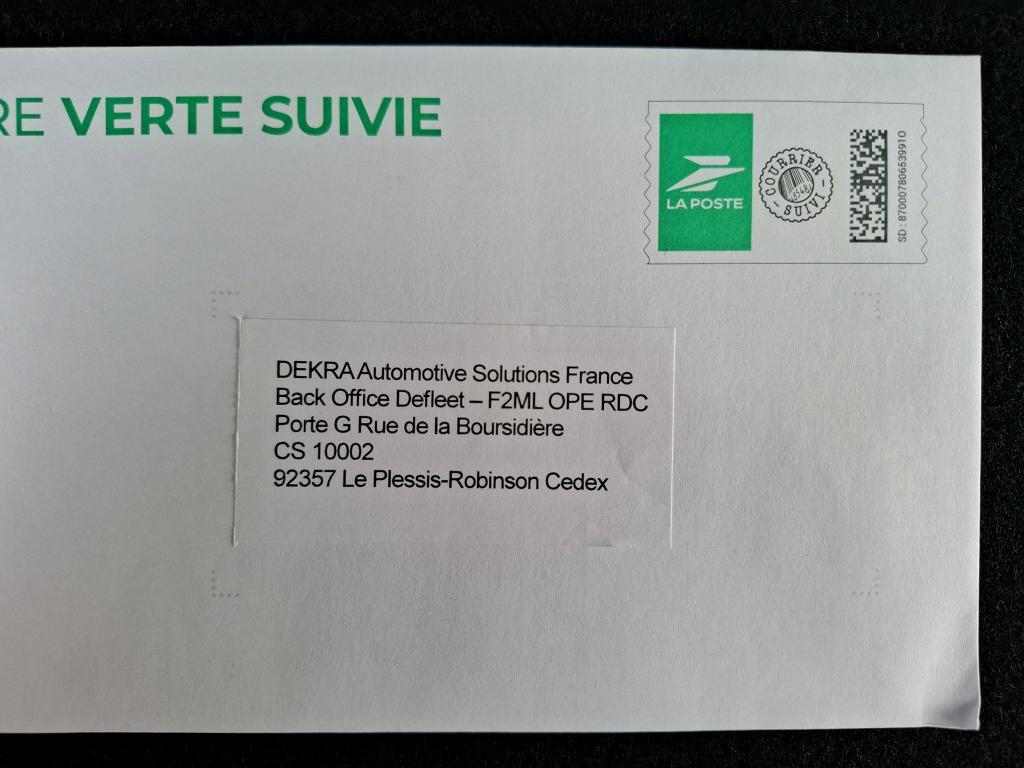 RE VERTE SUIVIE
LA POSTE
COURRIER
SUIVI
SD : 870007806539910
DEKRA Automotive Solutions France
Back Office Defleet – F2ML OPE RDC
Porte G Rue de la Boursidière
CS 10002
92357 Le Plessis-Robinson Cedex